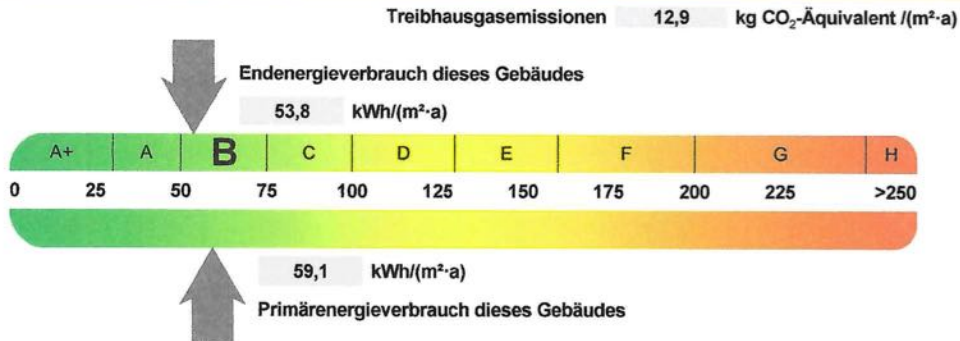 Treibhausgasemissionen 12,9 kg CO₂-Äquivalent /(m²·a)
Endenergieverbrauch dieses Gebäudes
53,8 kWh/(m²·a)
A+ A B C D E F G H
0 25 50 75 100 125 150 175 200 225 >250
59,1 kWh/(m²·a)
Primärenergieverbrauch dieses Gebäudes